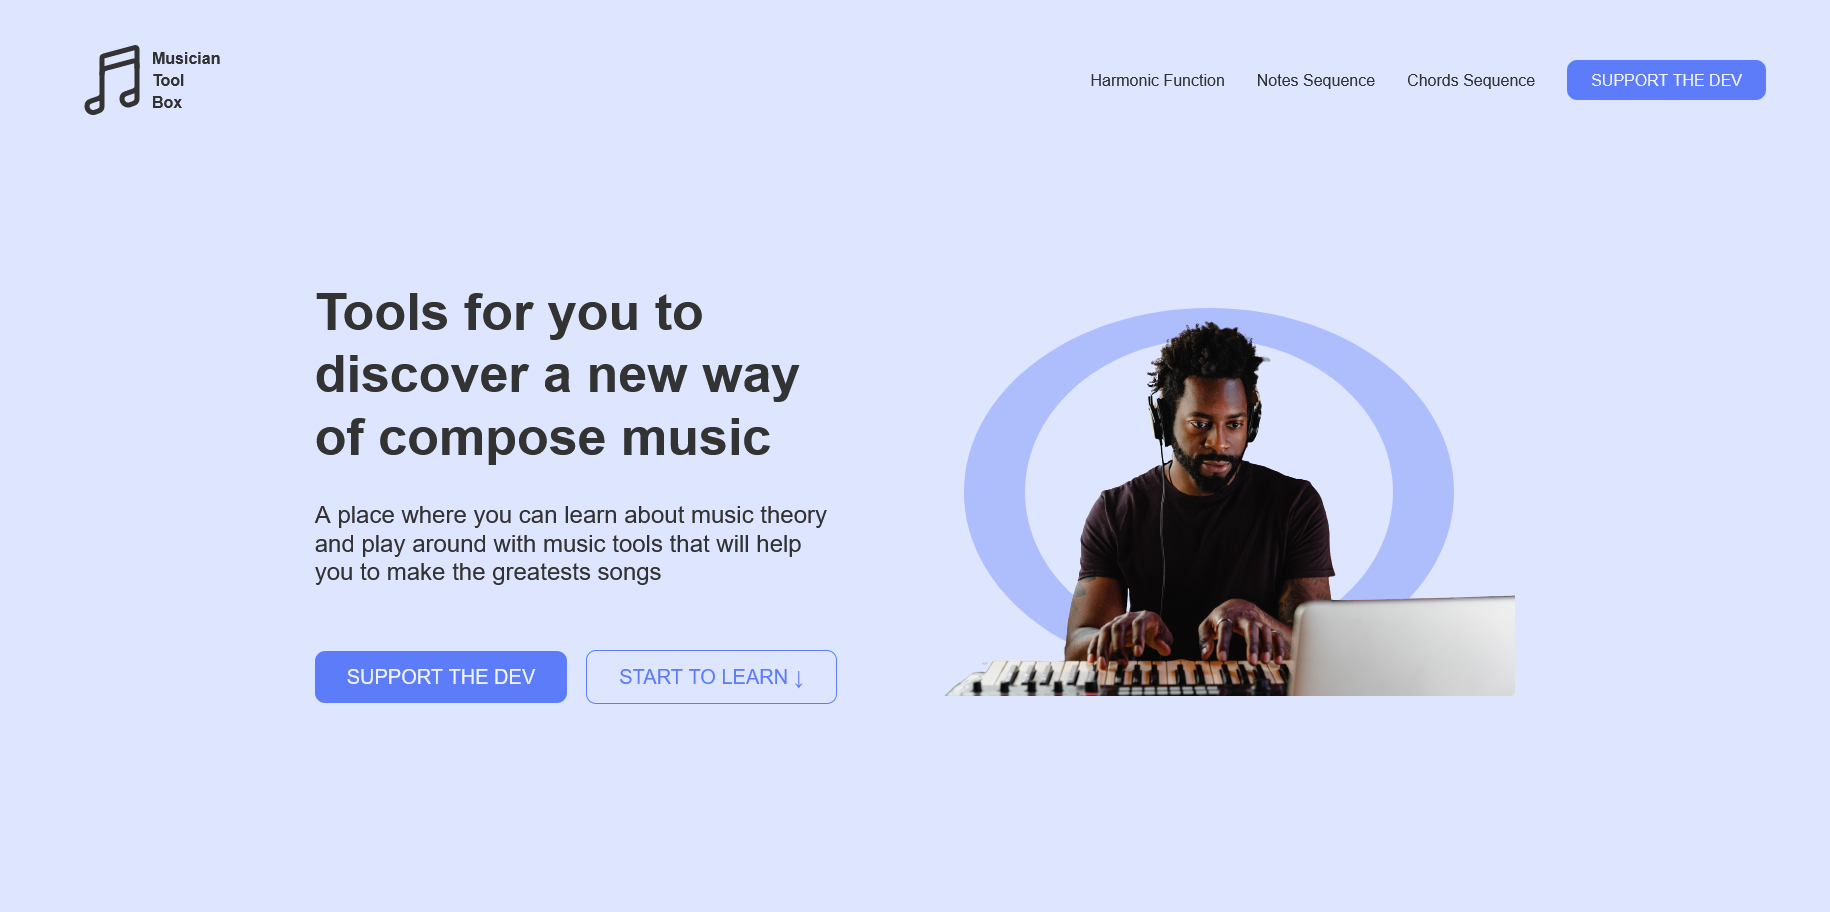 Musician
Tool
Box
Harmonic Function
Notes Sequence
Chords Sequence
SUPPORT THE DEV
Tools for you to
discover a new way
of compose music
A place where you can learn about music theory
and play around with music tools that will help
you to make the greatests songs
SUPPORT THE DEV
START TO LEARN ↓